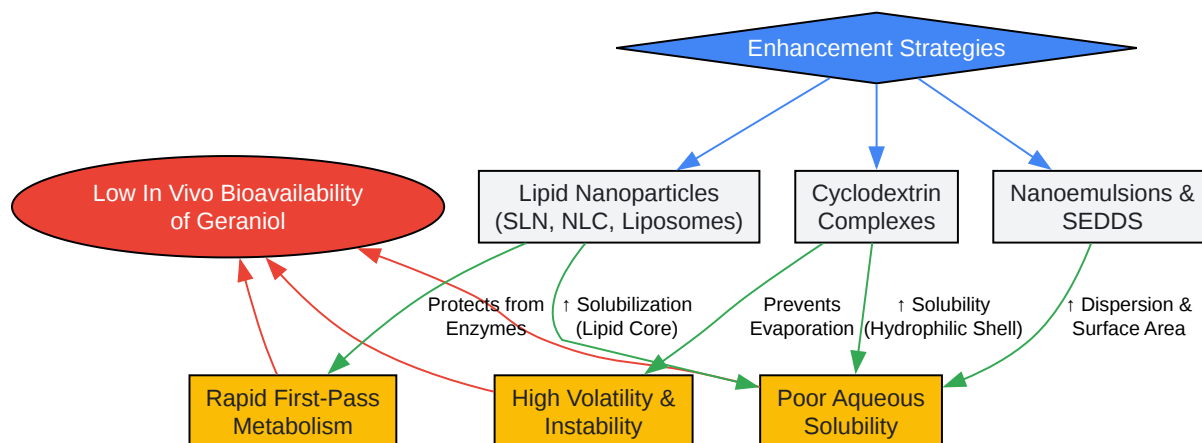 Enhancement Strategies
Low In Vivo Bioavailability
of Geraniol
Lipid Nanoparticles
(SLN, NLC, Liposomes)
Cyclodextrin
Complexes
Nanoemulsions &
SEDDS
Protects from
Enzymes
↑ Solubilization
(Lipid Core)
Prevents
Evaporation
↑ Solubility
(Hydrophilic Shell)
↑ Dispersion &
Surface Area
Rapid First-Pass
Metabolism
High Volatility &
Instability
Poor Aqueous
Solubility